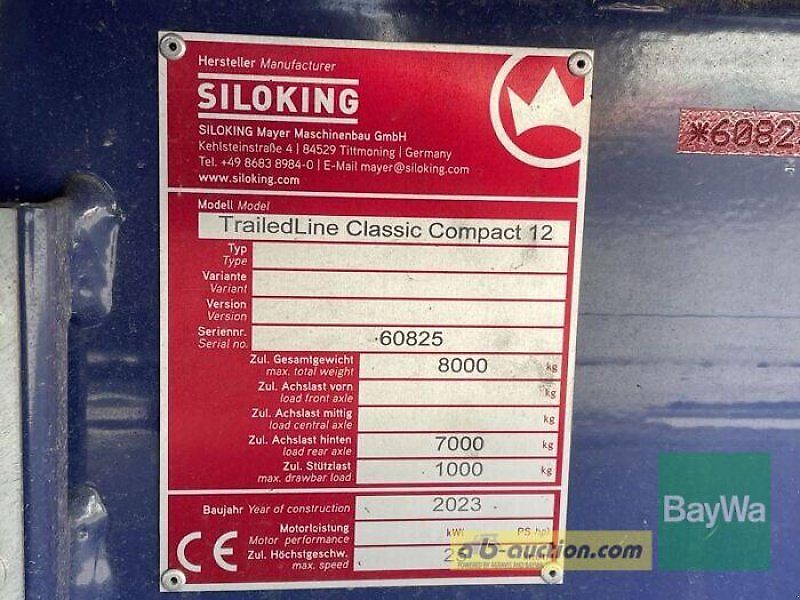 Hersteller Manufacturer
SILOKING
SILOKING Mayer Maschinenbau GmbH
Kehlsteinstraße 4 | 84529 Tittmoning | Germany
Tel. +49 8683 8984-0 | E-Mail mayer@siloking.com
www.siloking.com
Modell Model
TrailedLine Classic Compact 12
Typ
Type
Variante
Variant
Version
Version
Seriennr.
Serial no.
60825
Zul. Gesamtgewicht
max. total weight
8000 kg
Zul. Achslast vorn
load front axle
kg
Zul. Achslast mittig
load central axle
kg
Zul. Achslast hinten
load rear axle
7000 kg
Zul. Stützlast
max. drawbar load
1000 kg
Baujahr Year of construction 2023
Motorleistung
Motor performance
kW/ PS (hp)
Zul. Höchstgeschw.
max. speed
CE
*6082
BayWa
ab-auction.com
POWERED BY AGRAVIS AND BAYWA